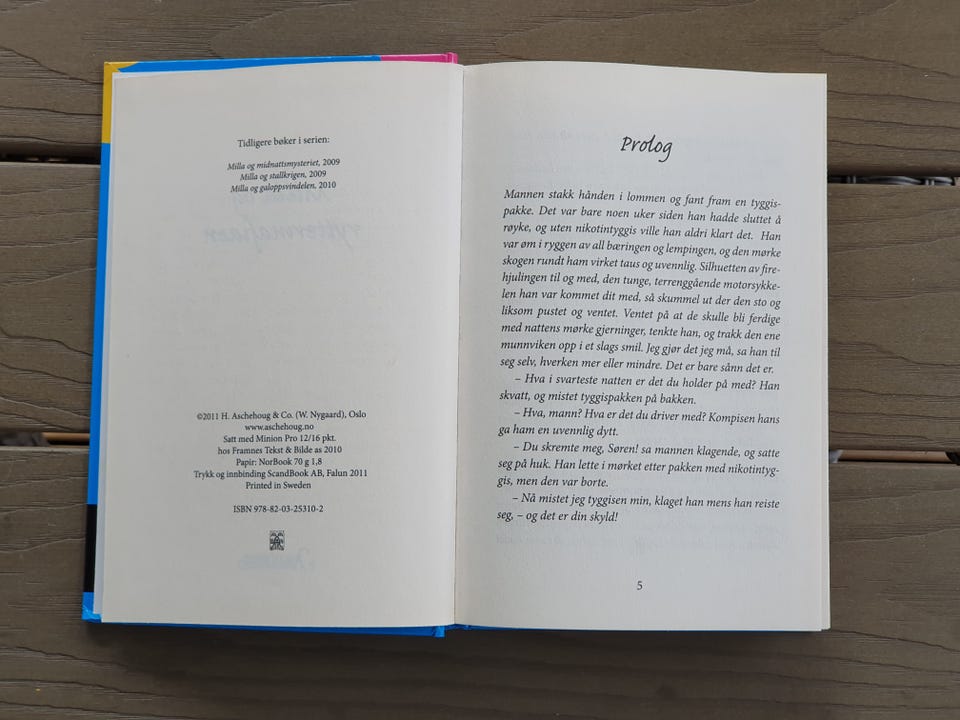 Tidligere bøker i serien:
Milla og midnattsmysteriet, 2009
Milla og stallkrigen, 2009
Milla og galoppsvindelen, 2010
©2011 H. Aschehoug & Co. (W. Nygaard), Oslo
www.aschehoug.no
Satt med Minion Pro 12/16 pkt.
hos Framnes Tekst & Bilde as 2010
Papir: NorBook 70 g 1,8
Trykk og innbinding ScandBook AB, Falun 2011
Printed in Sweden
ISBN 978-82-03-25310-2
Prolog
Mannen stakk hånden i lommen og fant fram en tyggis-
pakke. Det var bare noen uker siden han hadde sluttet å
røyke, og uten nikotintyggis ville han aldri klart det. Han
var øm i ryggen av all bæringen og lempingen, og den mørke
skogen rundt ham virket taus og uvennlig. Silhuetten av fire-
hjulingen til og med, den tunge, terrenggående motorsykke-
len han var kommet dit med, så skummel ut der den sto og
liksom pustet og ventet. Ventet på at de skulle bli ferdige
med nattens mørke gjerninger, tenkte han, og trakk den ene
munnviken opp i et slags smil. Jeg gjør det jeg må, sa han til
seg selv, hverken mer eller mindre. Det er bare sånn det er.
– Hva i svarteste natten er det du holder på med? Han
skvatt, og mistet tyggispakken på bakken.
– Hva, mann? Hva er det du driver med? Kompisen hans
ga ham en uvennlig dytt.
– Du skremte meg, Søren! sa mannen klagende, og satte
seg på huk. Han lette i mørket etter pakken med nikotintyg-
gis, men den var borte.
– Nå mistet jeg tyggisen min, klaget han mens han reiste
seg, – og det er din skyld!
5